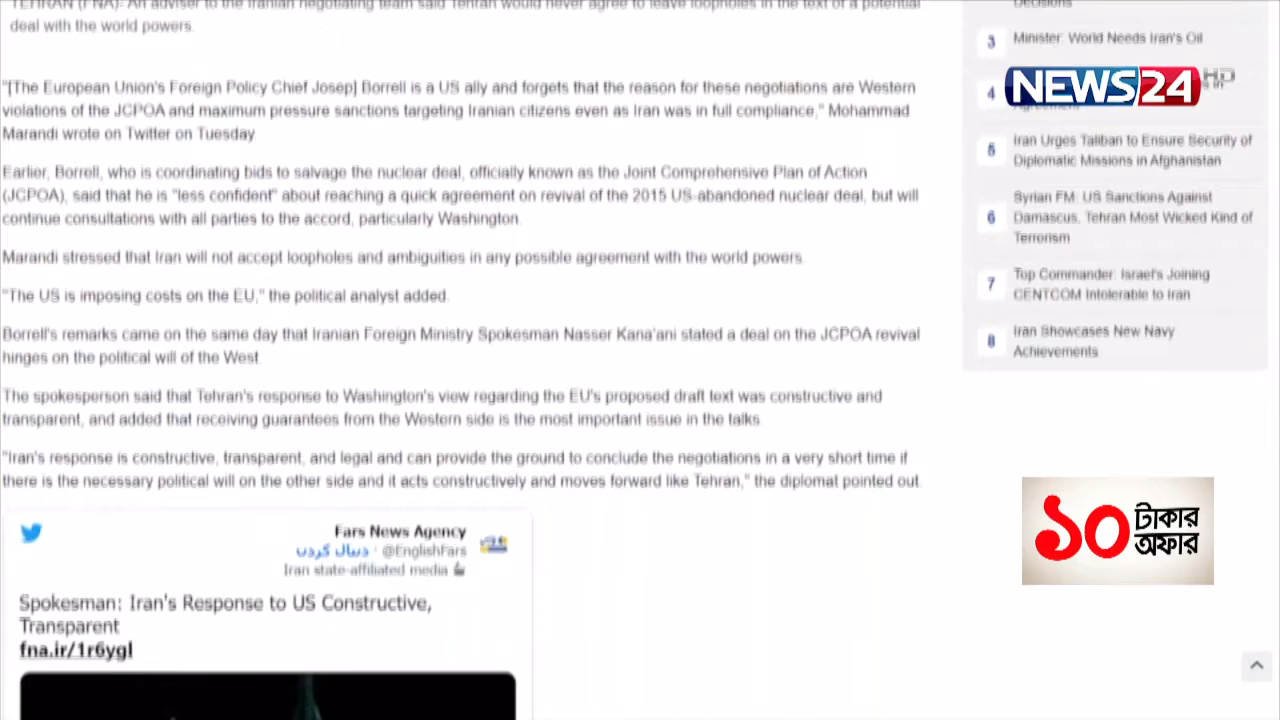 TEHRAN (FNA)- An adviser to the Iranian negotiating team said Tehran would never agree to leave loopholes in the text of a potential
deal with the world powers.
"[The European Union's Foreign Policy Chief Josep] Borrell is a US ally and forgets that the reason for these negotiations are Western
violations of the JCPOA and maximum pressure sanctions targeting Iranian citizens even as Iran was in full compliance," Mohammad
Marandi wrote on Twitter on Tuesday
Earlier, Borrell, who is coordinating bids to salvage the nuclear deal, officially known as the Joint Comprehensive Plan of Action
(JCPOA), said that he is "less confident" about reaching a quick agreement on revival of the 2015 US-abandoned nuclear deal, but will
continue consultations with all parties to the accord, particularly Washington.
Marandi stressed that Iran will not accept loopholes and ambiguities in any possible agreement with the world powers.
"The US is imposing costs on the EU," the political analyst added.
Borrell's remarks came on the same day that Iranian Foreign Ministry Spokesman Nasser Kana'ani stated a deal on the JCPOA revival
hinges on the political will of the West.
The spokesperson said that Tehran's response to Washington's view regarding the EU's proposed draft text was constructive and
transparent, and added that receiving guarantees from the Western side is the most important issue in the talks.
"Iran's response is constructive, transparent, and legal and can provide the ground to conclude the negotiations in a very short time if
there is the necessary political will on the other side and it acts constructively and moves forward like Tehran," the diplomat pointed out.
Fars News Agency
دنبال کردن · @EnglishFars
Iran state-affiliated media
Spokesman: Iran's Response to US Constructive,
Transparent
fna.ir/1r6ygl
Decisions
3 Minister: World Needs Iran's Oil
NEWS24 HD
4
in
Agreement
5 Iran Urges Taliban to Ensure Security of
Diplomatic Missions in Afghanistan
Syrian FM: US Sanctions Against
6 Damascus, Tehran Most Wicked Kind of
Terrorism
7 Top Commander: Israel's Joining
CENTCOM Intolerable to Iran
8 Iran Showcases New Navy
Achievements
১০ টাকার
অফার